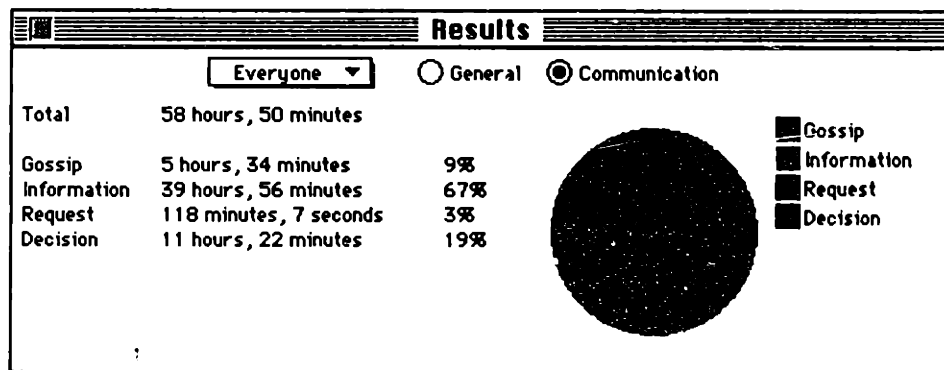 Results
Everyone General Communication
Total 58 hours, 50 minutes
Gossip 5 hours, 34 minutes 9%
Information 39 hours, 56 minutes 67%
Request 118 minutes, 7 seconds 3%
Decision 11 hours, 22 minutes 19%
Gossip
Information
Request
Decision